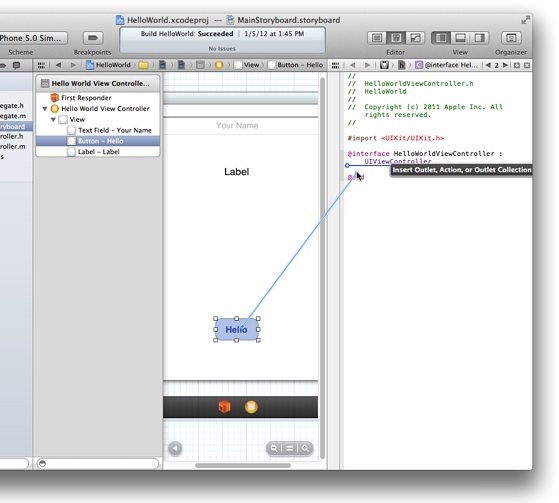 HelloWorld.xcodeproj — MainStoryboard.storyboard
Phone 5.0 Sim...
Build HelloWorld: Succeeded | 1/5/12 at 1:45 PM
No Issues
Scheme
Breakpoints
Editor
View
Organizer
HelloWorld
View
Button - Hello
@interface Hel...
2
Hello World View Controlle...
First Responder
Hello World View Controller
View
Text Field - Your Name
Button - Hello
Label - Label
egate.h
egate.m
ryboard
roller.h
roller.m
s
Your Name
Label
Hello
//
// HelloWorldViewController.h
// HelloWorld
//
// Copyright (c) 2011 Apple Inc. All
rights reserved.
//
#import <UIKit/UIKit.h>
@interface HelloWorldViewController :
UIViewController
Insert Outlet, Action, or Outlet Collection